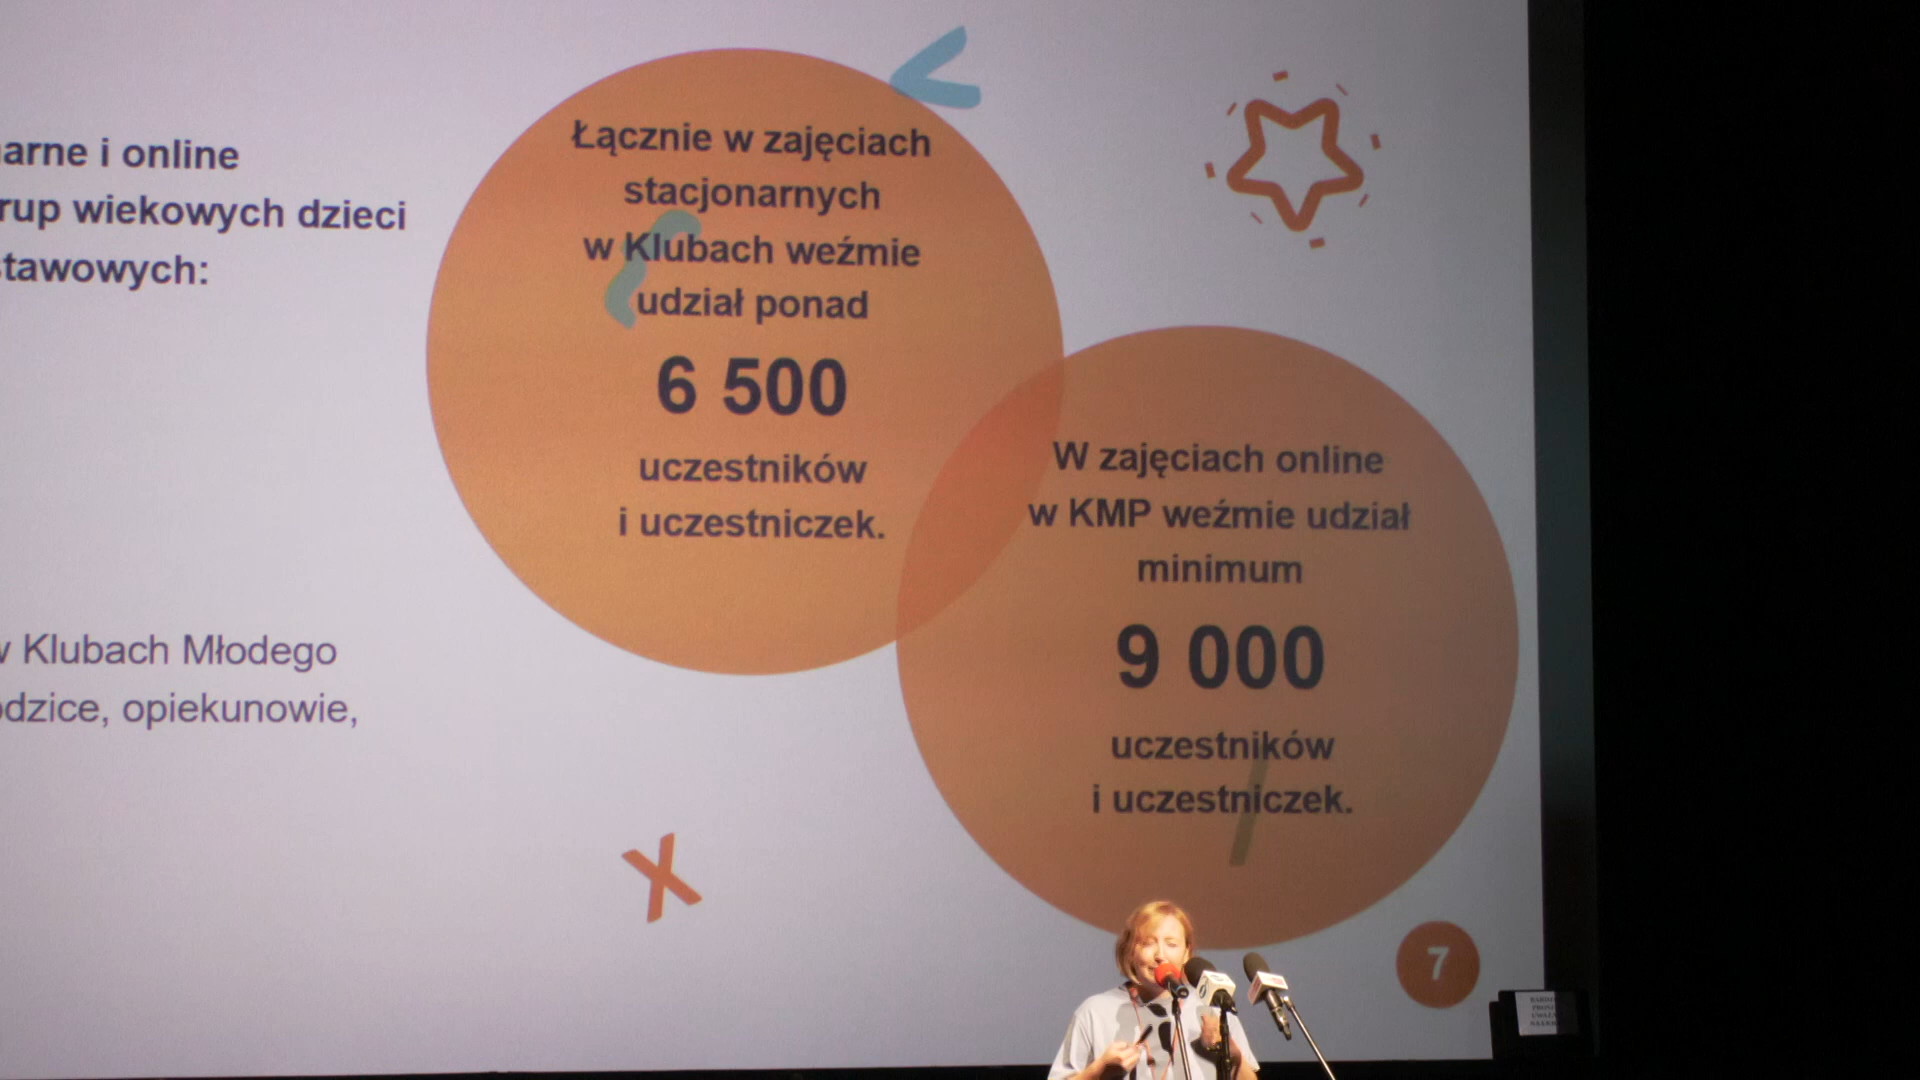 arne i online
rup wiekowych dzieci
stawowych:
Łącznie w zajęciach
stacjonarnych
w Klubach weźmie
udział ponad
6 500
uczestników
i uczestniczek.
W zajęciach online
w KMP weźmie udział
minimum
9 000
uczestników
i uczestniczek.
w Klubach Młodego
odzice, opiekunowie,
X
7